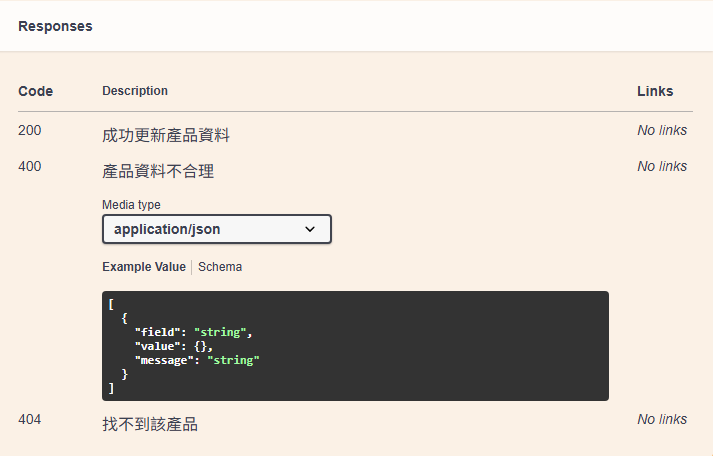 Responses
Code Description Links
200 成功更新產品資料 No links
400 產品資料不合理 No links
Media type
application/json
Example Value Schema
[
{
"field": "string",
"value": {},
"message": "string"
}
]
404 找不到該產品 No links